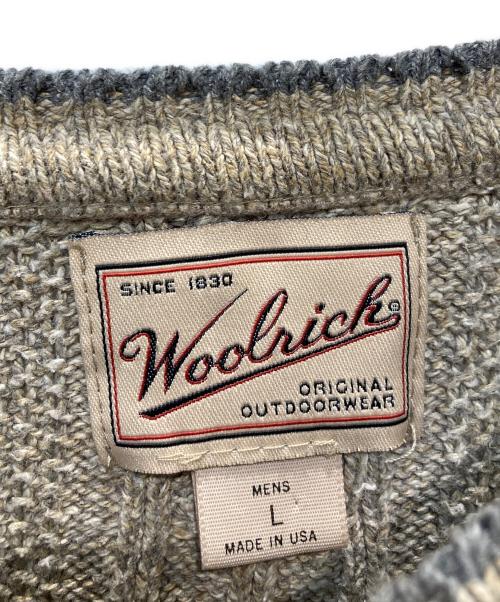 SINCE 1830
Woolrich®
ORIGINAL
OUTDOORWEAR
MENS
L
MADE IN USA